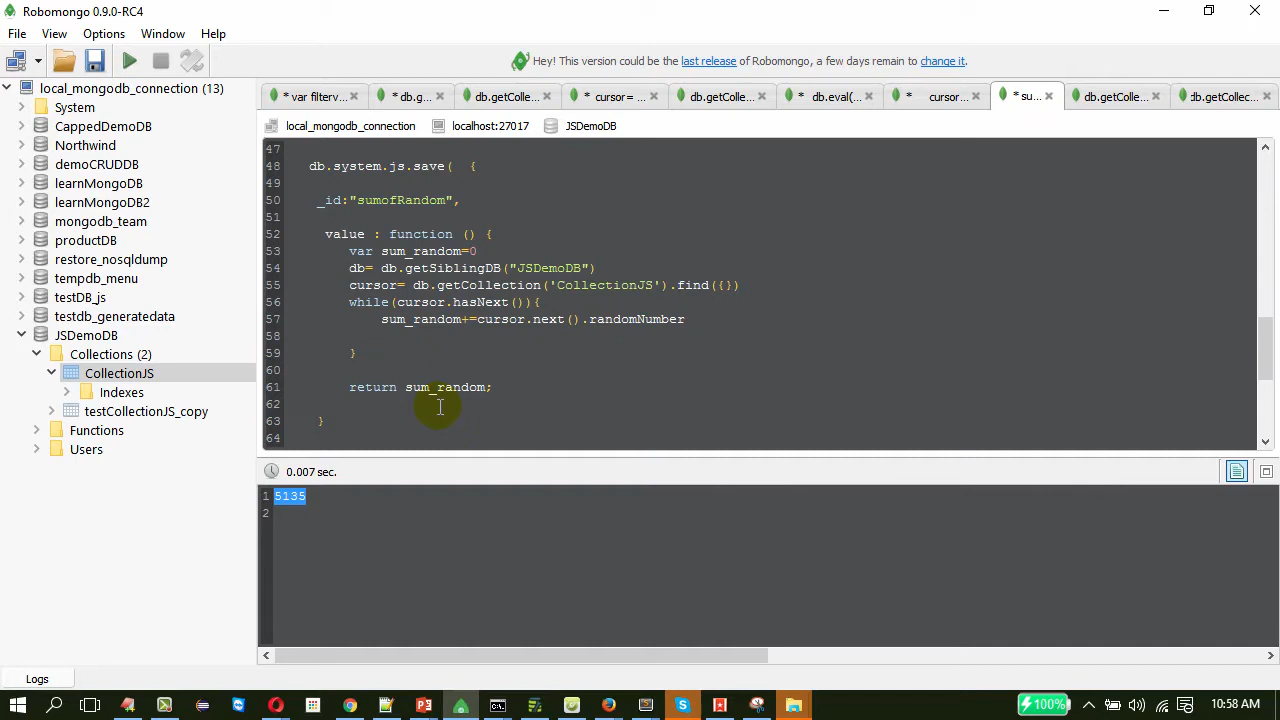 Robomongo 0.9.0-RC4
File View Options Window Help
Hey! This version could be the last release of Robomongo, a few days remain to change it.
local_mongodb_connection (13)
System
CappedDemoDB
Northwind
demoCRUDDB
learnMongoDB
learnMongoDB2
mongodb_team
productDB
restore_nosqldump
tempdb_menu
testDB_js
testdb_generatedata
JSDemoDB
Collections (2)
CollectionJS
Indexes
testCollectionJS_copy
Functions
Users
Logs
* var filterv... * db.g... db.getColle... * cursor= ... db.getColle... * db.eval(... * cursor... * su... db.getColle... db.getCollec...
local_mongodb_connection localhost:27017 JSDemoDB
47
48 db.system.js.save( {
49
50 _id:"sumofRandom",
51
52 value : function () {
53 var sum_random=0
54 db= db.getSiblingDB("JSDemoDB")
55 cursor= db.getCollection('CollectionJS').find({})
56 while(cursor.hasNext()){
57 sum_random+=cursor.next().randomNumber
58
59 }
60
61 return sum_random;
62
63 }
64
0.007 sec.
1 5135
2
100% 10:58 AM